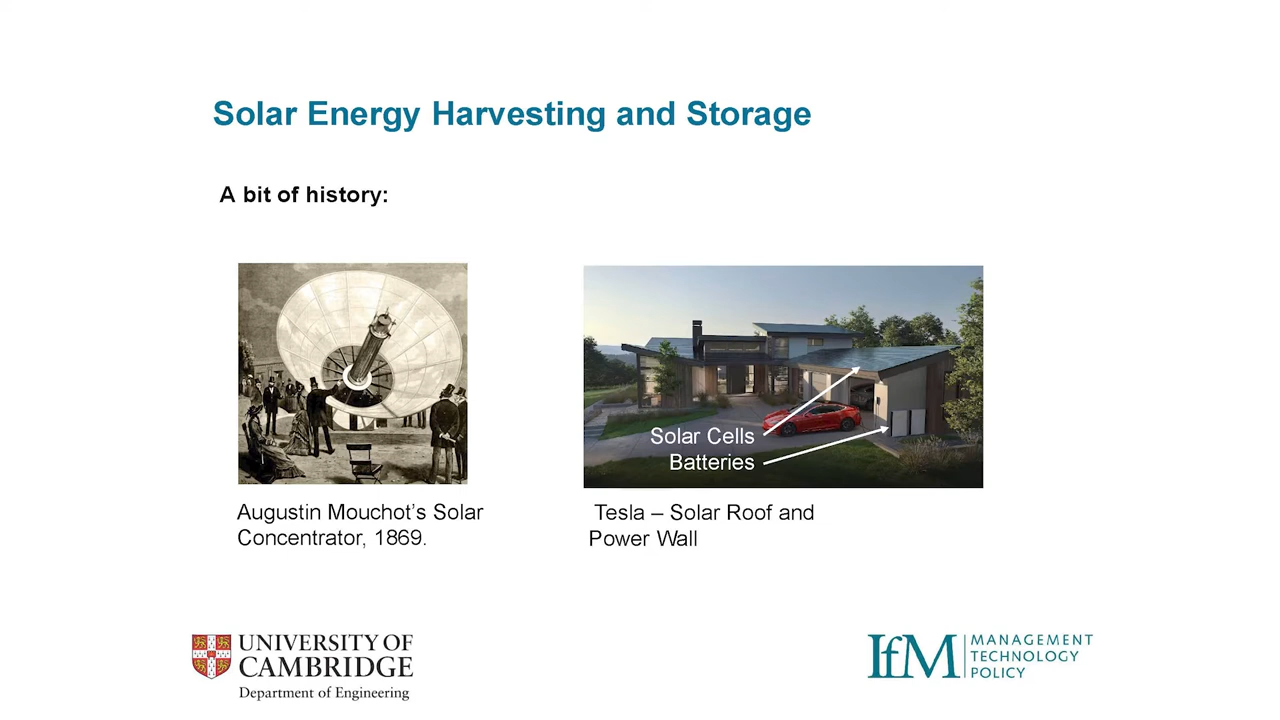 Solar Energy Harvesting and Storage
A bit of history:
Solar Cells
Batteries
Augustin Mouchot’s Solar
Concentrator, 1869.
Tesla – Solar Roof and
Power Wall
UNIVERSITY OF
CAMBRIDGE
Department of Engineering
IfM
MANAGEMENT
TECHNOLOGY
POLICY